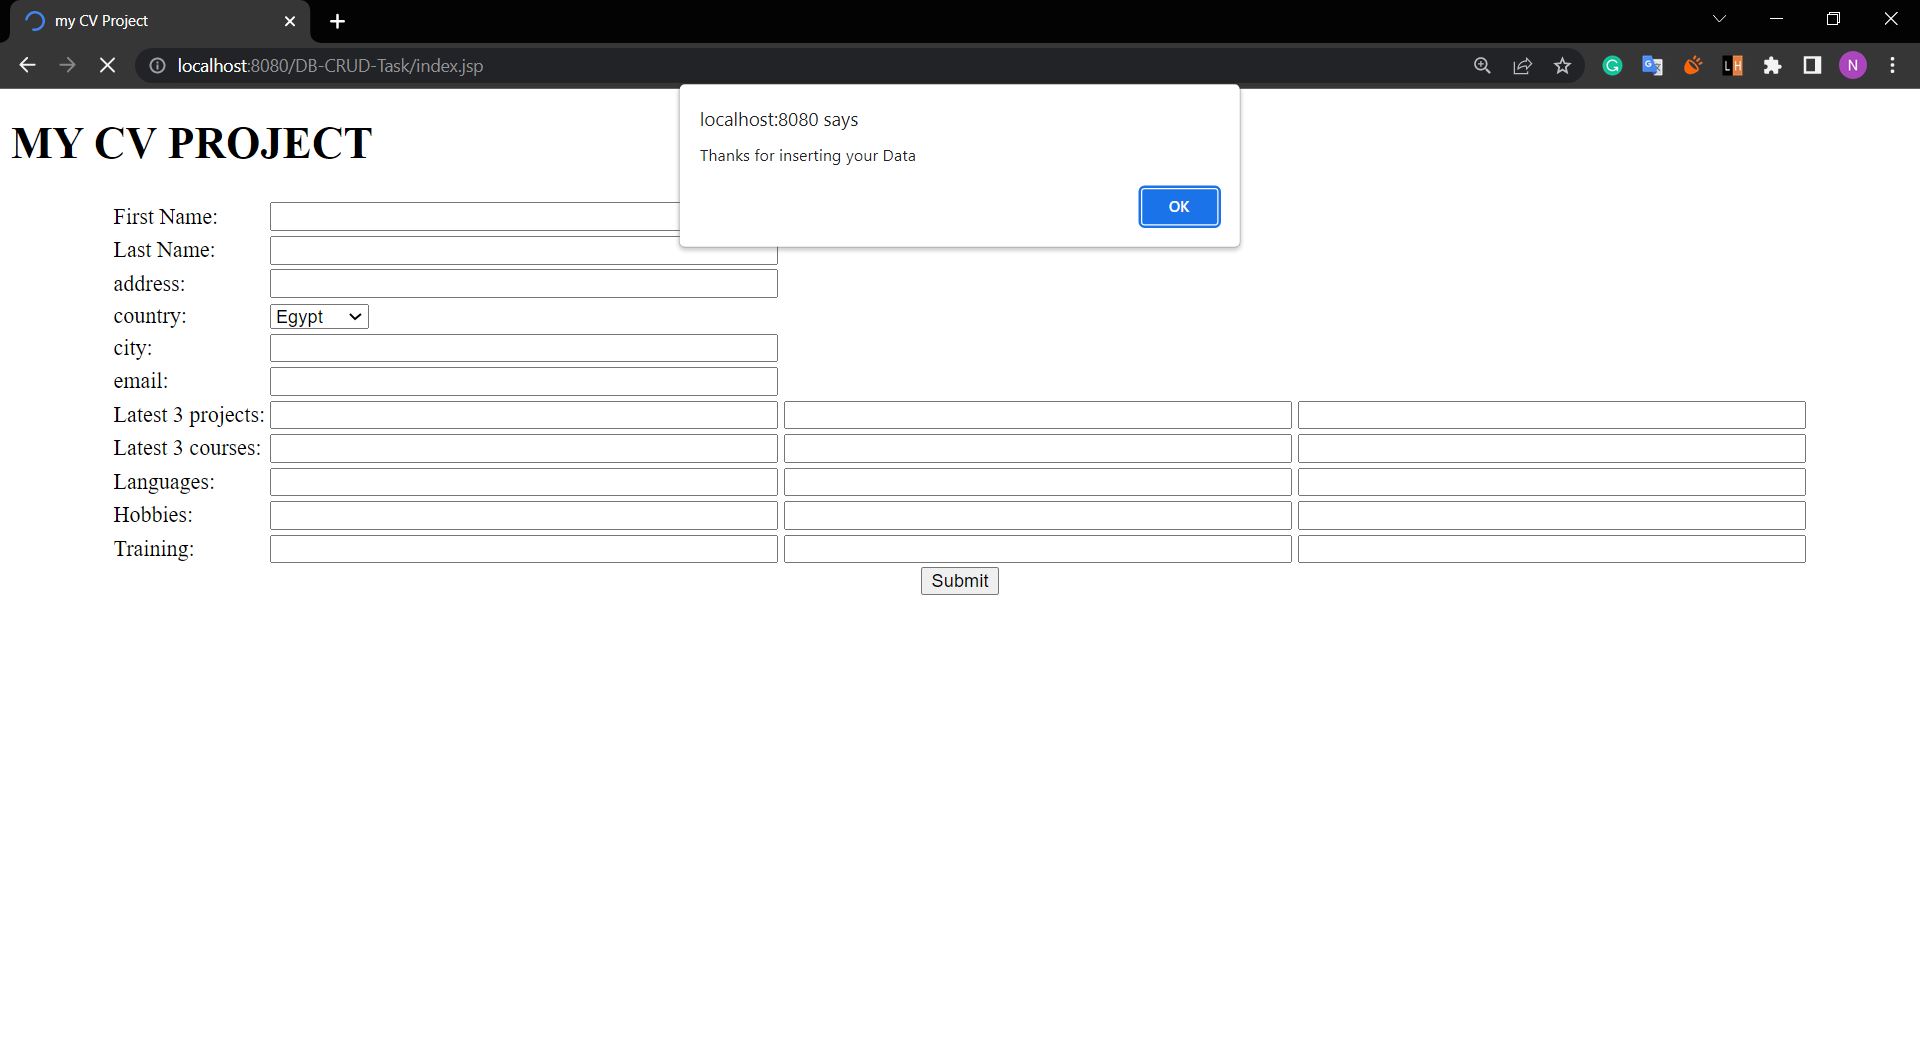 my CV Project
localhost:8080/DB-CRUD-Task/index.jsp
N
localhost:8080 says
Thanks for inserting your Data
OK
MY CV PROJECT
First Name:
Last Name:
address:
country: Egypt
city:
email:
Latest 3 projects:
Latest 3 courses:
Languages:
Hobbies:
Training:
Submit